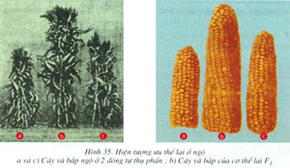 a b c a b c
Hình 35. Hiện tượng ưu thế lai ở ngô
a và c) Cây và bắp ngô ở 2 dòng tự thụ phấn ; b) Cây và bắp của cơ thể lai F₁